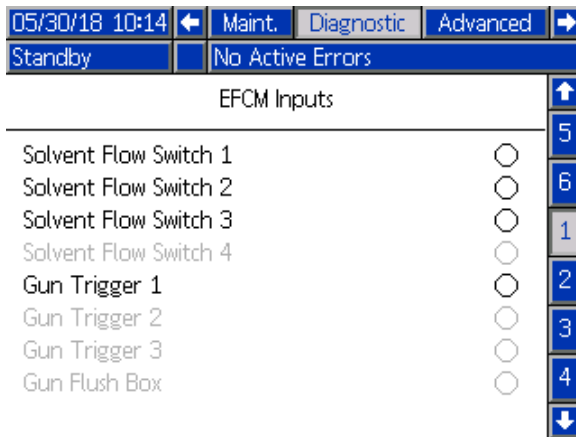 05/30/18 10:14 Maint. Diagnostic Advanced
Standby No Active Errors
EFCM Inputs
5
Solvent Flow Switch 1
Solvent Flow Switch 2
6
Solvent Flow Switch 3
1
Solvent Flow Switch 4
Gun Trigger 1
2
Gun Trigger 2
3
Gun Trigger 3
Gun Flush Box
4